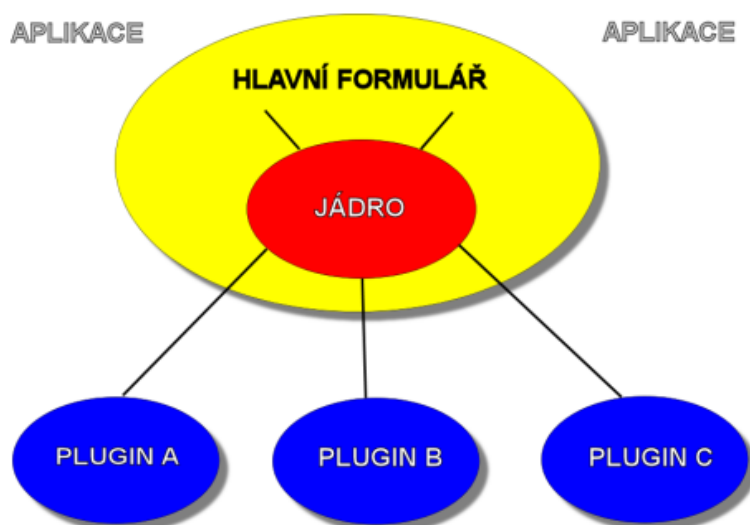 APLIKACE
APLIKACE
HLAVNÍ FORMULÁŘ
JÁDRO
PLUGIN A
PLUGIN B
PLUGIN C